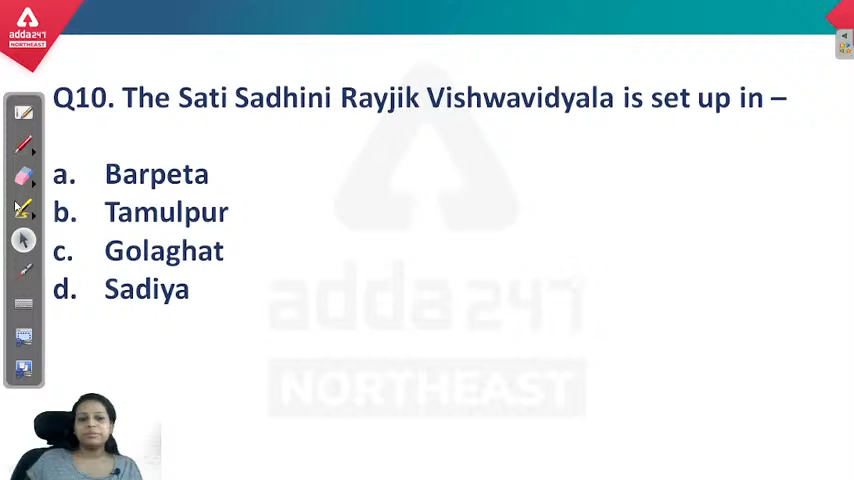 adda247
NORTHEAST
Q10. The Sati Sadhini Rayjik Vishwavidyala is set up in –
a. Barpeta
b. Tamulpur
c. Golaghat
d. Sadiya
adda247
NORTHEAST